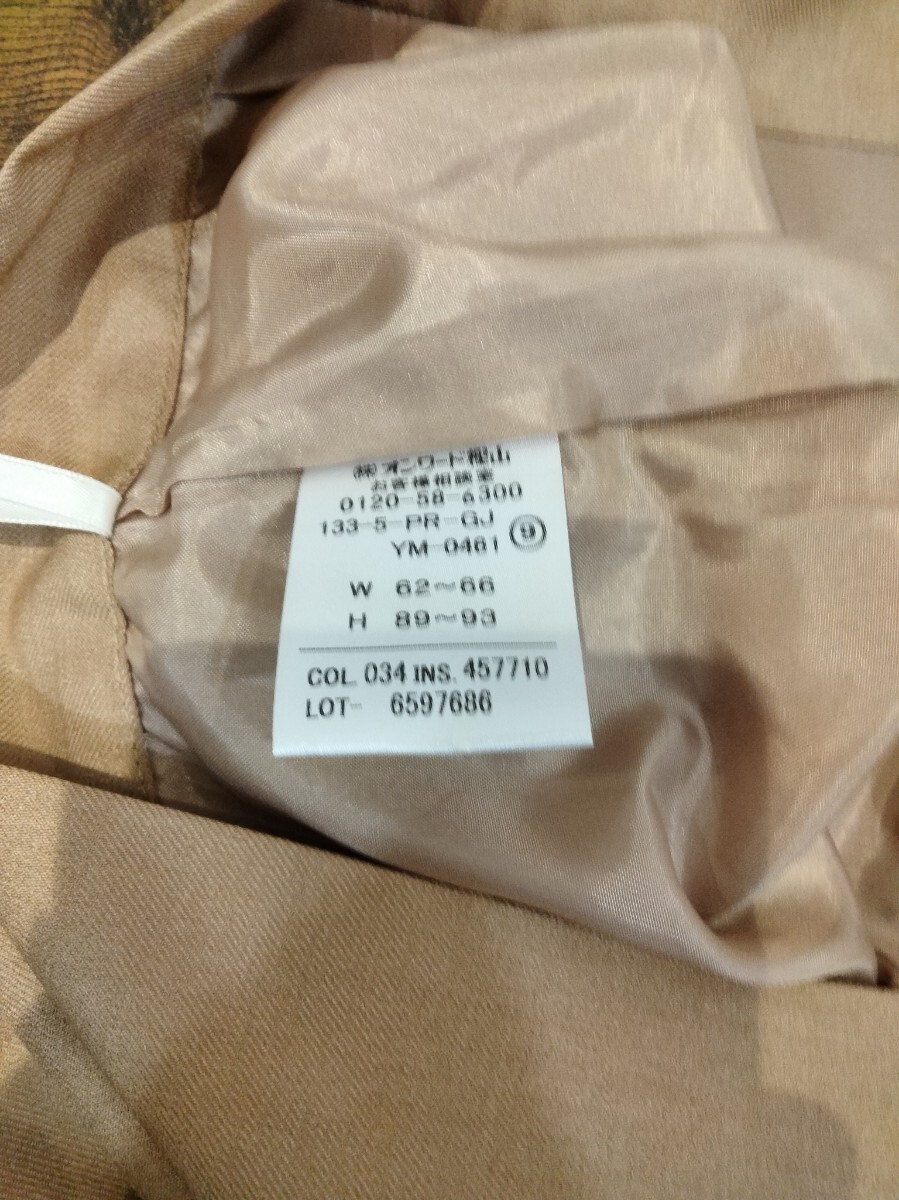 ㈱オンワード樫山
お客様相談室
0120-58-6300
133-5-PR-GJ
YM-0461 ⑨
W 62～66
H 89～93
COL. 034 INS. 457710
LOT- 6597686